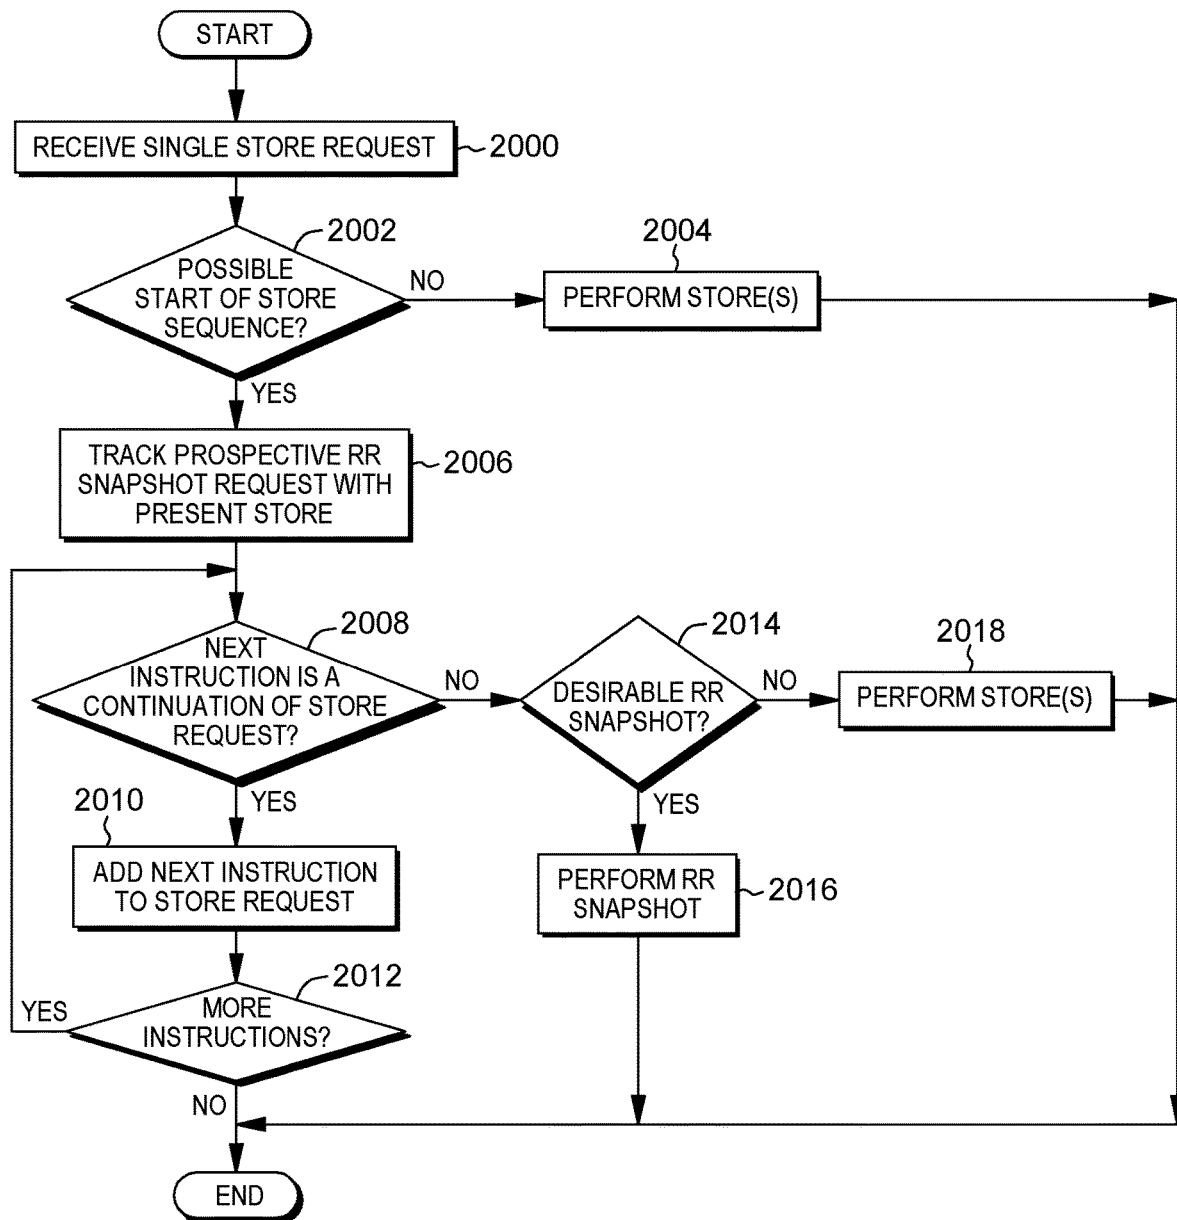 START
RECEIVE SINGLE STORE REQUEST
2000
2002
POSSIBLE
START OF STORE
SEQUENCE?
NO
2004
PERFORM STORE(S)
YES
TRACK PROSPECTIVE RR
SNAPSHOT REQUEST WITH
PRESENT STORE
2006
2008
NEXT
INSTRUCTION IS A
CONTINUATION OF STORE
REQUEST?
NO
2014
DESIRABLE RR
SNAPSHOT?
NO
2018
PERFORM STORE(S)
YES
2010
ADD NEXT INSTRUCTION
TO STORE REQUEST
YES
PERFORM RR
SNAPSHOT
2016
2012
MORE
INSTRUCTIONS?
YES
NO
END